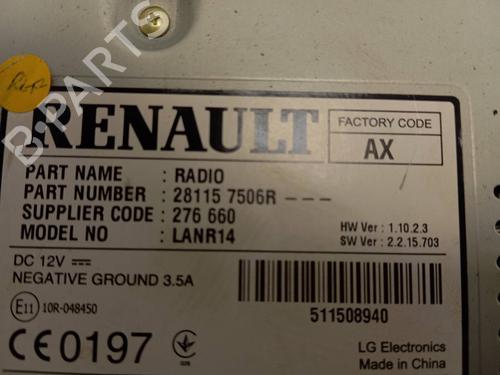 RENAULT
FACTORY CODE
AX
PART NAME : RADIO
PART NUMBER : 28115 7506R - - -
SUPPLIER CODE : 276 660
MODEL NO : LANR14
HW Ver : 1.10.2.3
SW Ver : 2.2.15.703
DC 12V
NEGATIVE GROUND 3.5A
E11 10R-048450
511508940
CE0197
LG Electronics
Made in China
B-PARTS